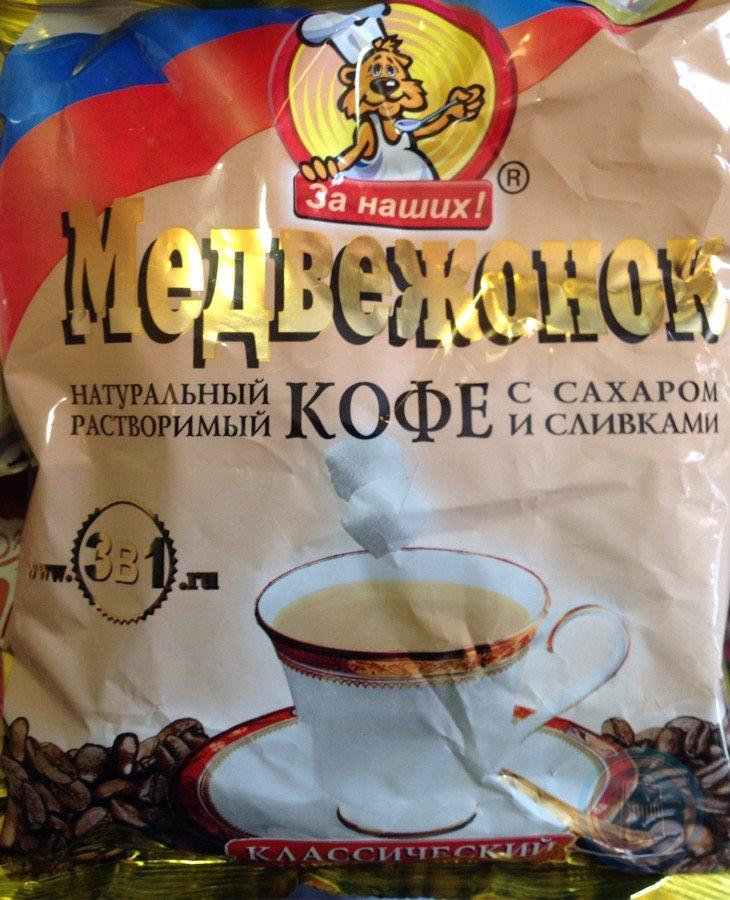 За наших!
®
Медвежонок
НАТУРАЛЬНЫЙ РАСТВОРИМЫЙ КОФЕ С САХАРОМ И СЛИВКАМИ
www.3в1.ru
КЛАССИЧЕСКИЙ